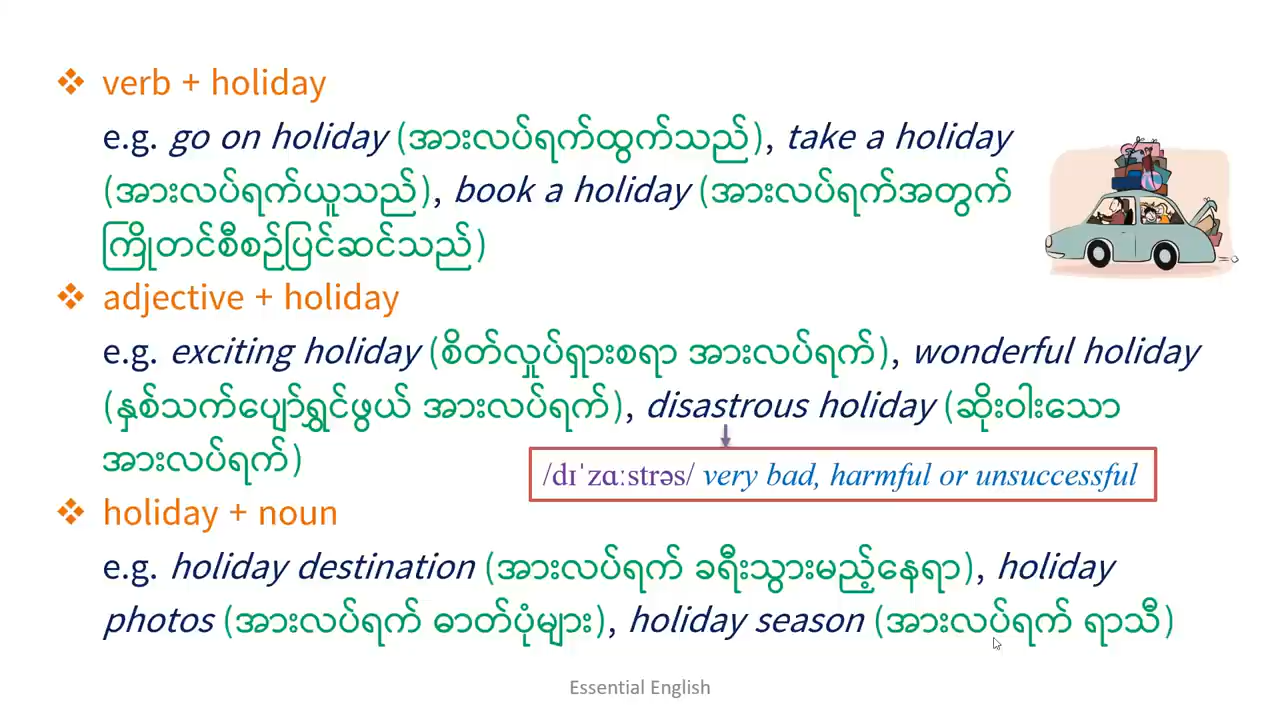 ❖ verb + holiday
e.g. go on holiday (အားလပ်ရက်ထွက်သည်), take a holiday
(အားလပ်ရက်ယူသည်), book a holiday (အားလပ်ရက်အတွက်
ကြိုတင်စီစဉ်ပြင်ဆင်သည်)
❖ adjective + holiday
e.g. exciting holiday (စိတ်လှုပ်ရှားစရာ အားလပ်ရက်), wonderful holiday
(နှစ်သက်ပျော်ရွှင်ဖွယ် အားလပ်ရက်), disastrous holiday (ဆိုးဝါးသော
အားလပ်ရက်)
/dɪˈzɑːstrəs/ very bad, harmful or unsuccessful
❖ holiday + noun
e.g. holiday destination (အားလပ်ရက် ခရီးသွားမည့်နေရာ), holiday
photos (အားလပ်ရက် ဓာတ်ပုံများ), holiday season (အားလပ်ရက် ရာသီ)
Essential English